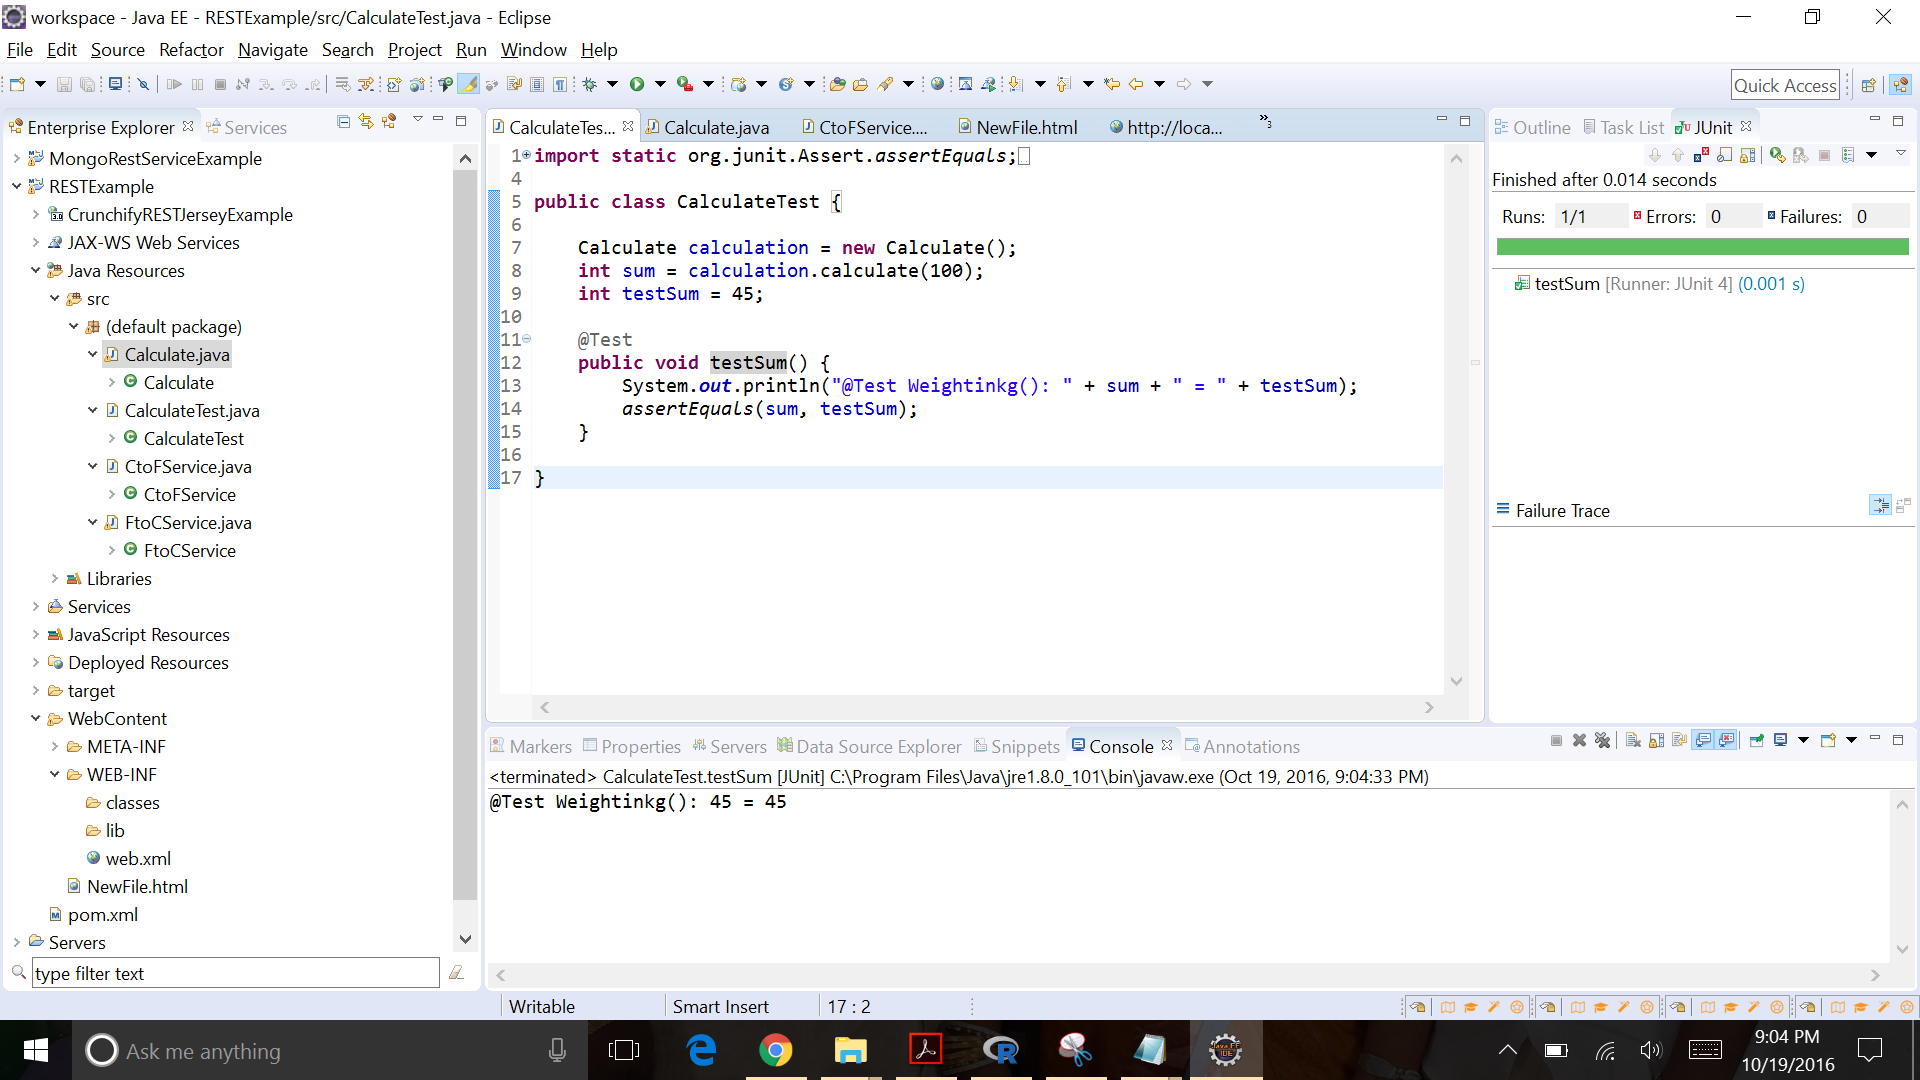 workspace - Java EE - RESTExample/src/CalculateTest.java - Eclipse
File Edit Source Refactor Navigate Search Project Run Window Help
Quick Access
Enterprise Explorer
Services
MongoRestServiceExample
RESTExample
CrunchifyRESTJerseyExample
JAX-WS Web Services
Java Resources
src
(default package)
Calculate.java
Calculate
CalculateTest.java
CalculateTest
CtoFService.java
CtoFService
FtoCService.java
FtoCService
Libraries
Services
JavaScript Resources
Deployed Resources
target
WebContent
META-INF
WEB-INF
classes
lib
web.xml
NewFile.html
pom.xml
Servers
type filter text
CalculateTes... Calculate.java CtoFService.... NewFile.html http://loca... »3
1 import static org.junit.Assert.assertEquals;
4
5 public class CalculateTest {
6
7 Calculate calculation = new Calculate();
8 int sum = calculation.calculate(100);
9 int testSum = 45;
10
11 @Test
12 public void testSum() {
13 System.out.println("@Test Weightinkg(): " + sum + " = " + testSum);
14 assertEquals(sum, testSum);
15 }
16
17 }
Outline Task List JUnit
Finished after 0.014 seconds
Runs: 1/1 Errors: 0 Failures: 0
testSum [Runner: JUnit 4] (0.001 s)
Failure Trace
Markers Properties Servers Data Source Explorer Snippets Console Annotations
<terminated> CalculateTest.testSum [JUnit] C:\Program Files\Java\jre1.8.0_101\bin\javaw.exe (Oct 19, 2016, 9:04:33 PM)
@Test Weightinkg(): 45 = 45
Writable Smart Insert 17 : 2
Ask me anything
Java EE
IDE
9:04 PM
10/19/2016